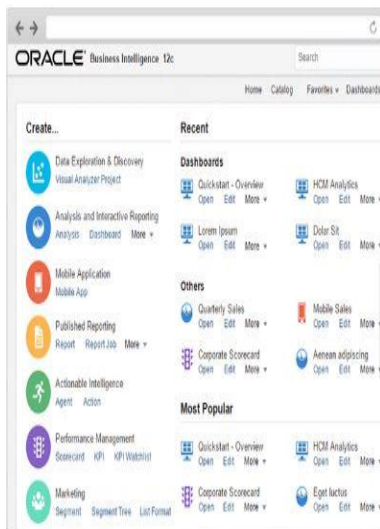 ORACLE Business Intelligence 12c
Search
Home Catalog Favorites Dashboards
Create...
Data Exploration & Discovery
Visual Analyzer Project
Analysis and Interactive Reporting
Analysis Dashboard More
Mobile Application
Mobile App
Published Reporting
Report Report Job More
Actionable Intelligence
Agent Action
Performance Management
Scorecard KPI KPI Watchlist
Marketing
Segment Segment Tree List Format
Recent
Dashboards
Quickstart - Overview
Open Edit More
HCM Analytics
Open Edit More
Lorem Ipsum
Open Edit More
Dolar Sit
Open Edit More
Others
Quarterly Sales
Open Edit More
Mobile Sales
Open Edit More
Corporate Scorecard
Open Edit More
Aenean adipiscing
Open Edit More
Most Popular
Quickstart - Overview
Open Edit More
HCM Analytics
Open Edit More
Corporate Scorecard
Open Edit More
Eget luctus
Open Edit More